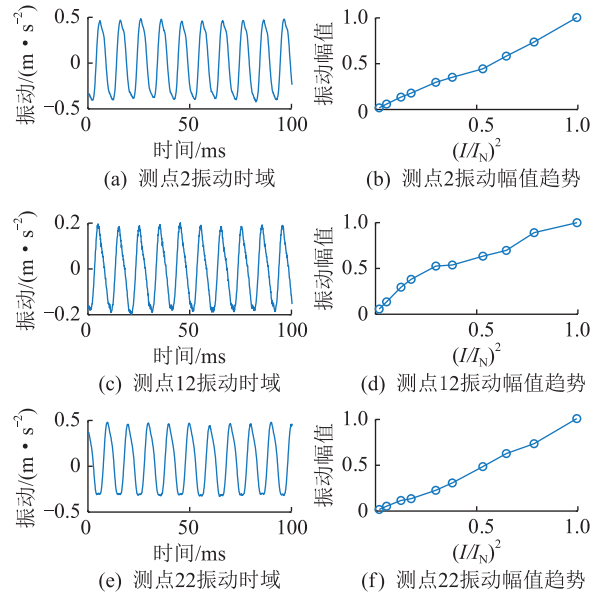 振动/(m·s⁻²)
0.5
0
−0.5
0
50
100
时间/ms
(a) 测点2振动时域
振动幅值
1.0
0.5
0
0.5
1.0
(I/I_N)²
(b) 测点2振动幅值趋势
振动/(m·s⁻²)
0.2
0
−0.2
0
50
100
时间/ms
(c) 测点12振动时域
振动幅值
1.0
0.5
0
0.5
1.0
(I/I_N)²
(d) 测点12振动幅值趋势
振动/(m·s⁻²)
0.5
0
−0.5
0
50
100
时间/ms
(e) 测点22振动时域
振动幅值
1.0
0.5
0
0.5
1.0
(I/I_N)²
(f) 测点22振动幅值趋势